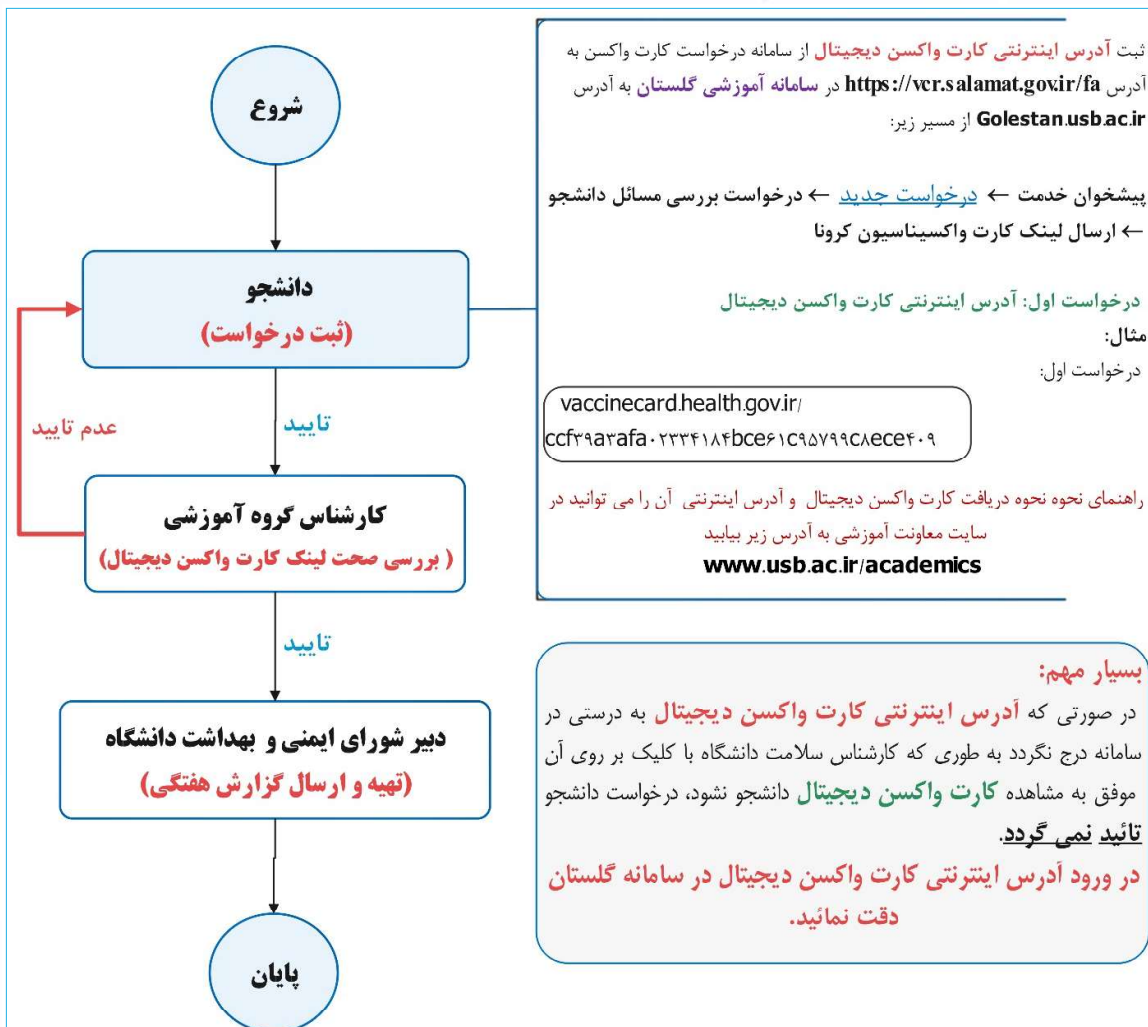 شروع
دانشجو
(ثبت درخواست)
تایید
عدم تایید
کارشناس گروه آموزشی
( بررسی صحت لینک کارت واکسن دیجیتال)
تایید
دبیر شورای ایمنی و بهداشت دانشگاه
(تهیه و ارسال گزارش هفتگی)
پایان
ثبت آدرس اینترنتی کارت واکسن دیجیتال از سامانه درخواست کارت واکسن به
آدرس https://vcr.salamat.gov.ir/fa در سامانه آموزشی گلستان به آدرس
Golestan.usb.ac.ir از مسیر زیر:
پیشخوان خدمت ← درخواست جدید ← درخواست بررسی مسائل دانشجو
← ارسال لینک کارت واکسیناسیون کرونا
درخواست اول: آدرس اینترنتی کارت واکسن دیجیتال
مثال:
درخواست اول:
vaccinecard.health.gov.ir/
ccf۳۹a۳afa۰۲۳۳۴۱۸۴bce۶۱c۹۵۷۹۹c۸ece۴۰۹
راهنمای نحوه نحوه دریافت کارت واکسن دیجیتال و آدرس اینترنتی آن را می توانید در
سایت معاونت آموزشی به آدرس زیر بیابید
www.usb.ac.ir/academics
بسیار مهم:
در صورتی که آدرس اینترنتی کارت واکسن دیجیتال به درستی در
سامانه درج نگردد به طوری که کارشناس سلامت دانشگاه با کلیک بر روی آن
موفق به مشاهده کارت واکسن دیجیتال دانشجو نشود، درخواست دانشجو
تائید نمی گردد.
در ورود آدرس اینترنتی کارت واکسن دیجیتال در سامانه گلستان
دقت نمائید.